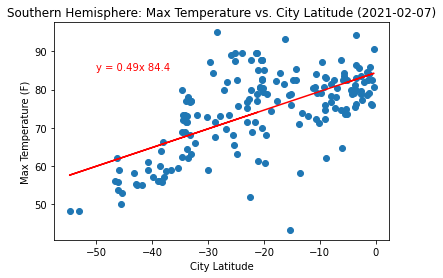 Southern Hemisphere: Max Temperature vs. City Latitude (2021-02-07)
90
y = 0.49x 84.4
80
70
60
50
Max Temperature (F)
−50
−40
−30
−20
−10
0
City Latitude